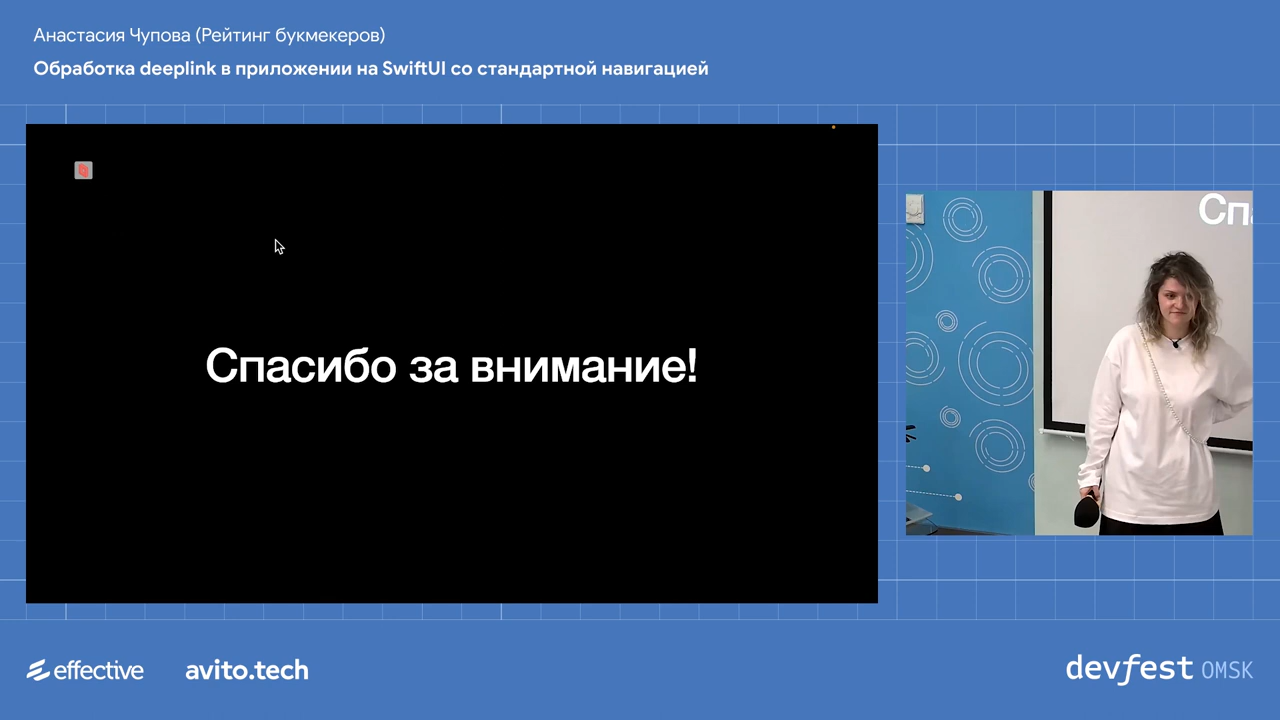 Анастасия Чупова (Рейтинг букмекеров)
Обработка deeplink в приложении на SwiftUI со стандартной навигацией
Спасибо за внимание!
Спа
effective
avito.tech
devfest OMSK